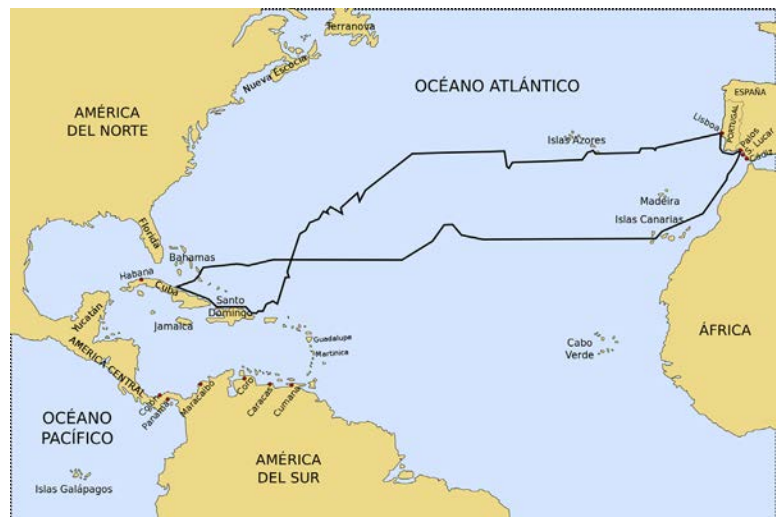 Terranova
Nueva Escocia
OCÉANO ATLÁNTICO
ESPAÑA
AMÉRICA
DEL NORTE
Lisboa
PORTUGAL
Palos
S. Lucar
Cádiz
Islas Azores
Madeira
Islas Canarias
Florida
Bahamas
Habana
Cuba
Santo
Domingo
Yucatán
Jamaica
Guadalupe
Martinica
AMÉRICA CENTRAL
Cabo
Verde
ÁFRICA
Colón
Panamá
Maracaibo
Coro
Caracas
Cumana
OCÉANO
PACÍFICO
AMÉRICA
DEL SUR
Islas Galápagos